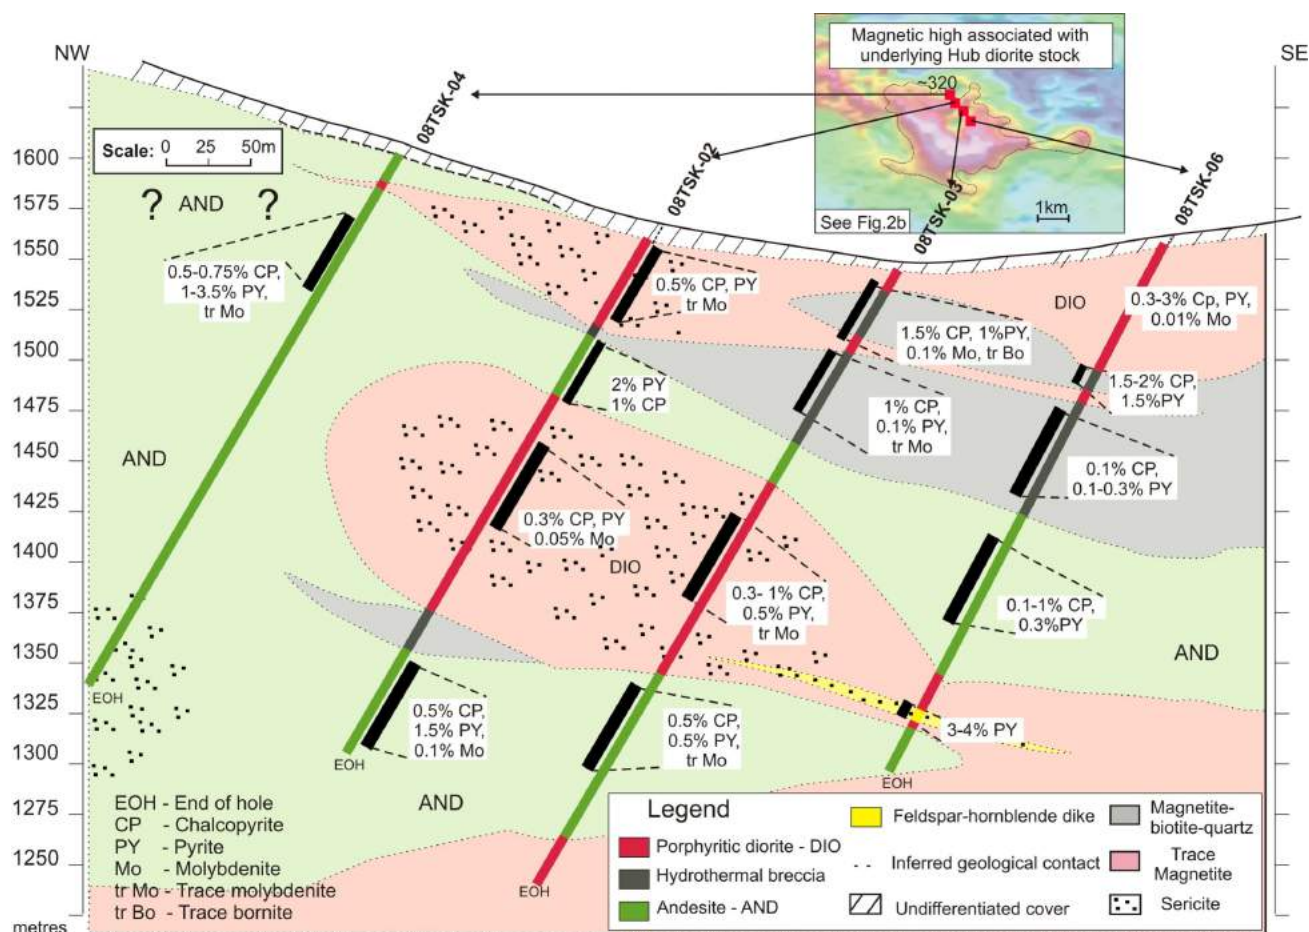 NW
SE
Magnetic high associated with
underlying Hub diorite stock
~320
See Fig.2b
1km
08TSK-04
08TSK-02
08TSK-03
08TSK-06
Scale: 0 25 50m
1600
1575
1550
1525
1500
1475
1450
1425
1400
1375
1350
1325
1300
1275
1250
metres
? AND ?
0.5-0.75% CP,
1-3.5% PY,
tr Mo
0.5% CP, PY
tr Mo
DIO
0.3-3% Cp, PY,
0.01% Mo
1.5% CP, 1%PY,
0.1% Mo, tr Bo
1.5-2% CP,
1.5%PY
2% PY
1% CP
1% CP,
0.1% PY,
tr Mo
AND
0.1% CP,
0.1-0.3% PY
0.3% CP, PY
0.05% Mo
DIO
0.3- 1% CP,
0.5% PY,
tr Mo
0.1-1% CP,
0.3%PY
AND
EOH
0.5% CP,
1.5% PY,
0.1% Mo
0.5% CP,
0.5% PY,
tr Mo
3-4% PY
EOH
EOH
AND
EOH
EOH - End of hole
CP - Chalcopyrite
PY - Pyrite
Mo - Molybdenite
tr Mo - Trace molybdenite
tr Bo - Trace bornite
Legend
Porphyritic diorite - DIO
Hydrothermal breccia
Andesite - AND
Feldspar-hornblende dike
Inferred geological contact
Undifferentiated cover
Magnetite-
biotite-quartz
Trace
Magnetite
Sericite